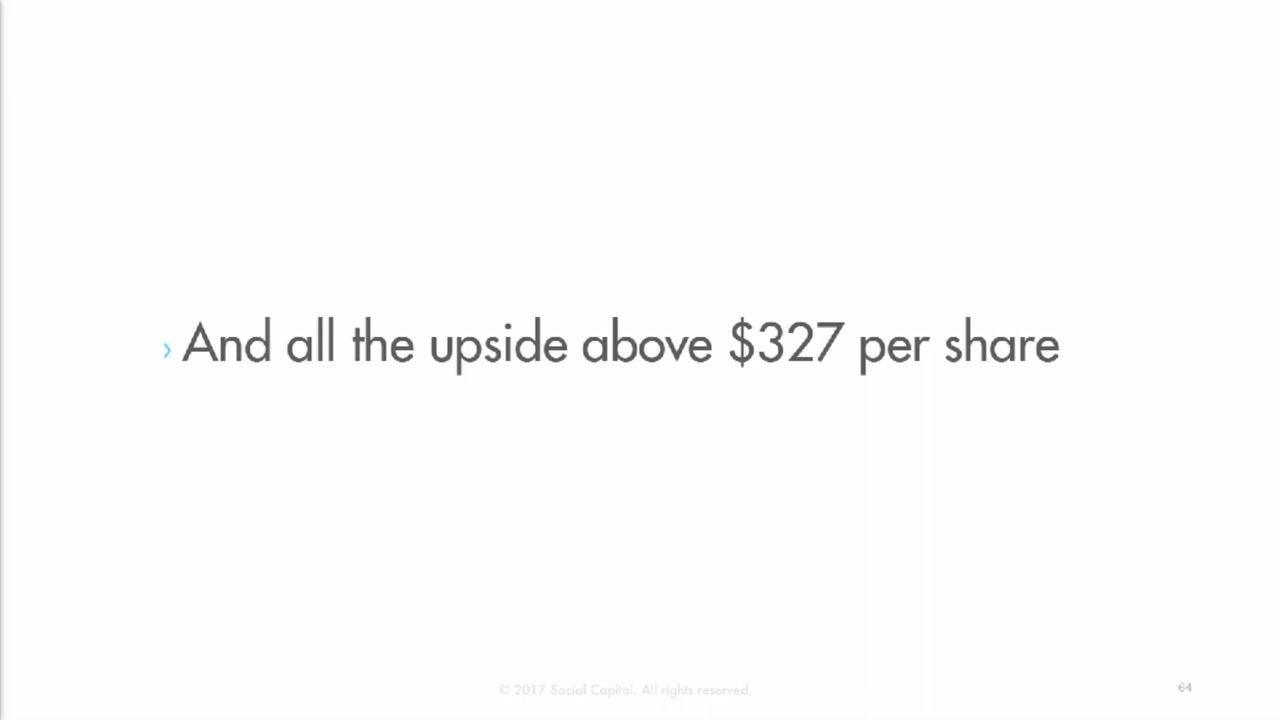 › And all the upside above $327 per share
© 2017 Social Capital. All rights reserved.
64